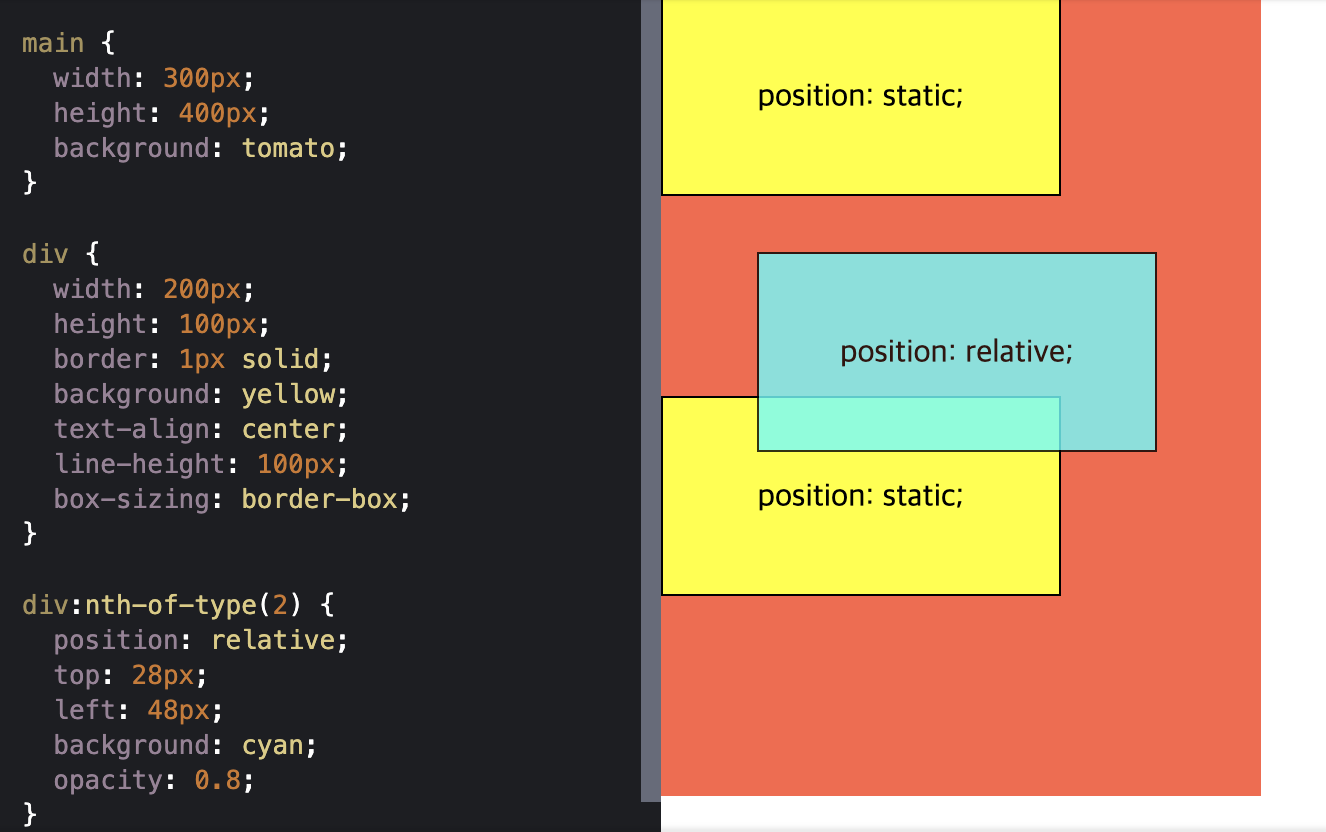 main {
  width: 300px;
  height: 400px;
  background: tomato;
}

div {
  width: 200px;
  height: 100px;
  border: 1px solid;
  background: yellow;
  text-align: center;
  line-height: 100px;
  box-sizing: border-box;
}

div:nth-of-type(2) {
  position: relative;
  top: 28px;
  left: 48px;
  background: cyan;
  opacity: 0.8;
}
position: static;
position: relative;
position: static;